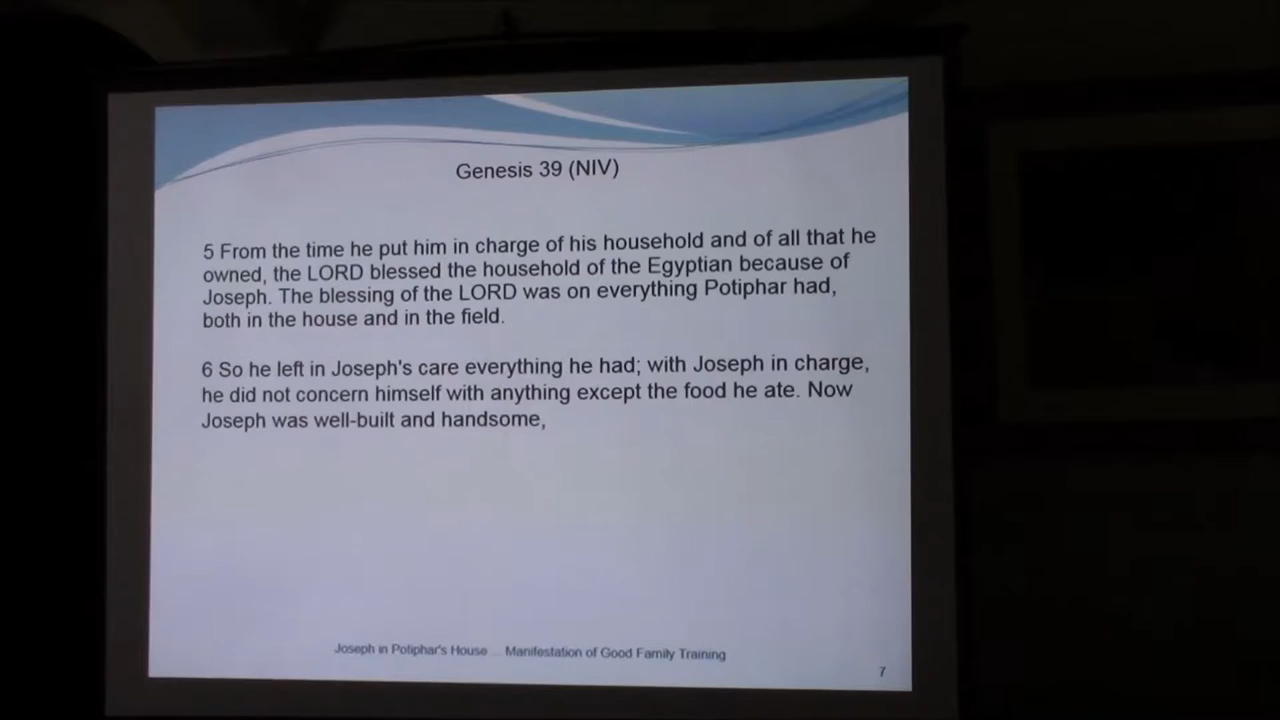 Genesis 39 (NIV)
5 From the time he put him in charge of his household and of all that he
owned, the LORD blessed the household of the Egyptian because of
Joseph. The blessing of the LORD was on everything Potiphar had,
both in the house and in the field.
6 So he left in Joseph's care everything he had; with Joseph in charge,
he did not concern himself with anything except the food he ate. Now
Joseph was well-built and handsome,
Joseph in Potiphar's House ... Manifestation of Good Family Training
7